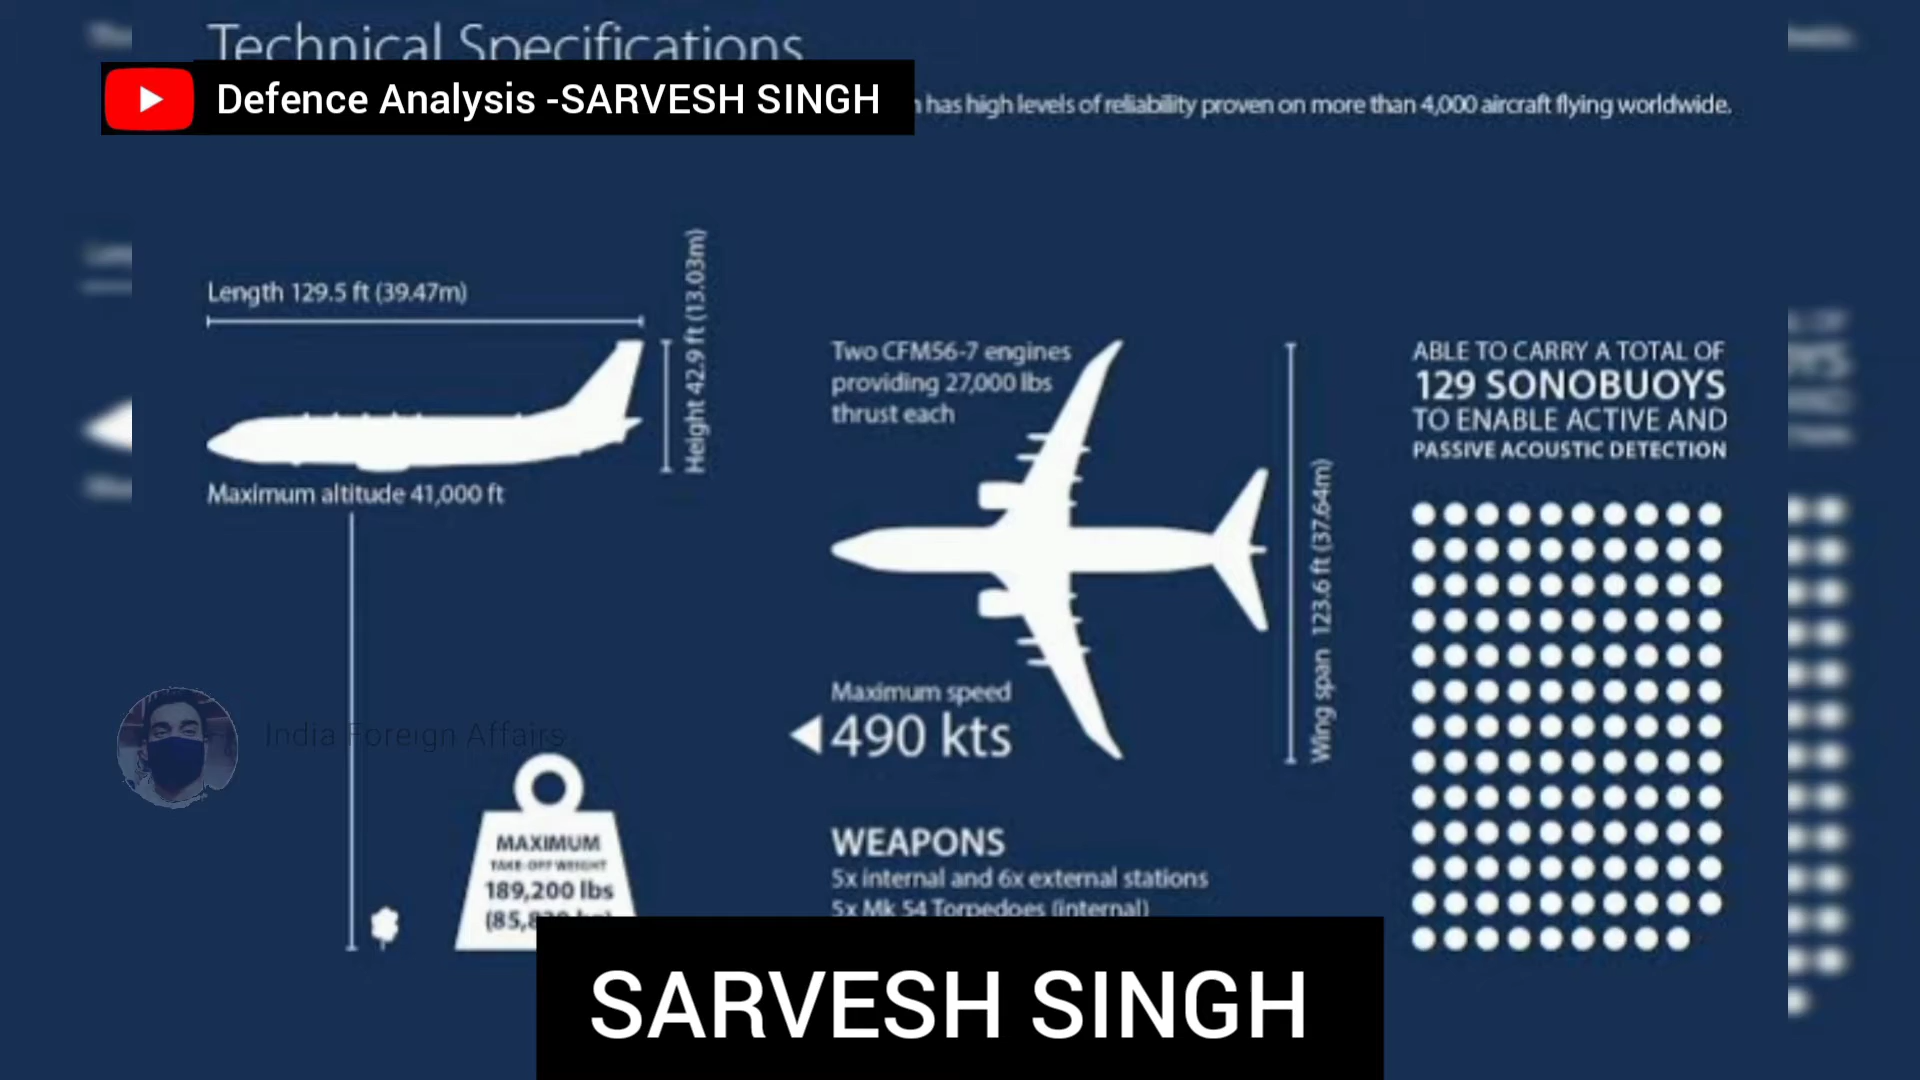 Technical Specifications
Defence Analysis -SARVESH SINGH
has high levels of reliability proven on more than 4,000 aircraft flying worldwide.
Length 129.5 ft (39.47m)
Height 42.9 ft (13.03m)
Maximum altitude 41,000 ft
Two CFM56-7 engines
providing 27,000 lbs
thrust each
Wing span 123.6 ft (37.64m)
ABLE TO CARRY A TOTAL OF
129 SONOBUOYS
TO ENABLE ACTIVE AND
PASSIVE ACOUSTIC DETECTION
Maximum speed
490 kts
India Foreign Affairs
MAXIMUM
TAKE-OFF WEIGHT
189,200 lbs
WEAPONS
5x internal and 6x external stations
5x Mk 54 Torpedoes (internal)
SARVESH SINGH